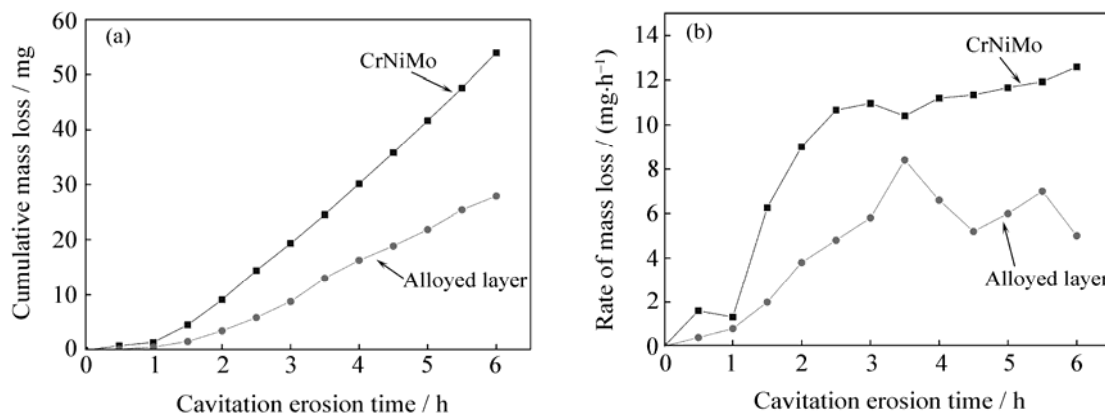 (a)
Cumulative mass loss / mg
60
50
40
30
20
10
0
CrNiMo
Alloyed layer
0 1 2 3 4 5 6
Cavitation erosion time / h
(b)
Rate of mass loss / (mg·h⁻¹)
14
12
10
8
6
4
2
0
CrNiMo
Alloyed layer
0 1 2 3 4 5 6
Cavitation erosion time / h